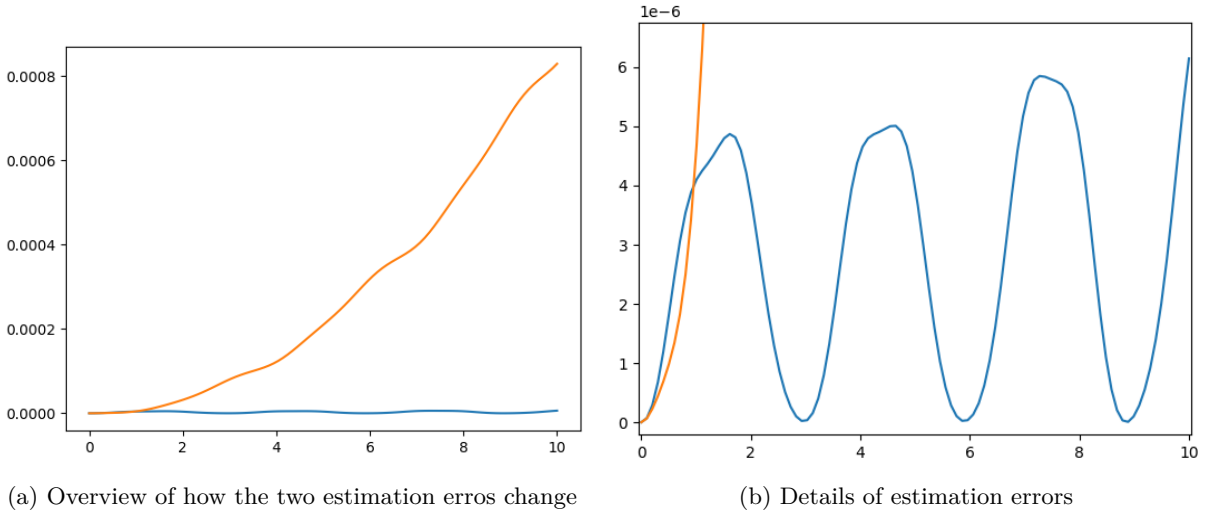 1e−6
0.0008
0.0006
0.0004
0.0002
0.0000
0 2 4 6 8 10
6
5
4
3
2
1
0
0 2 4 6 8 10
(a) Overview of how the two estimation erros change
(b) Details of estimation errors